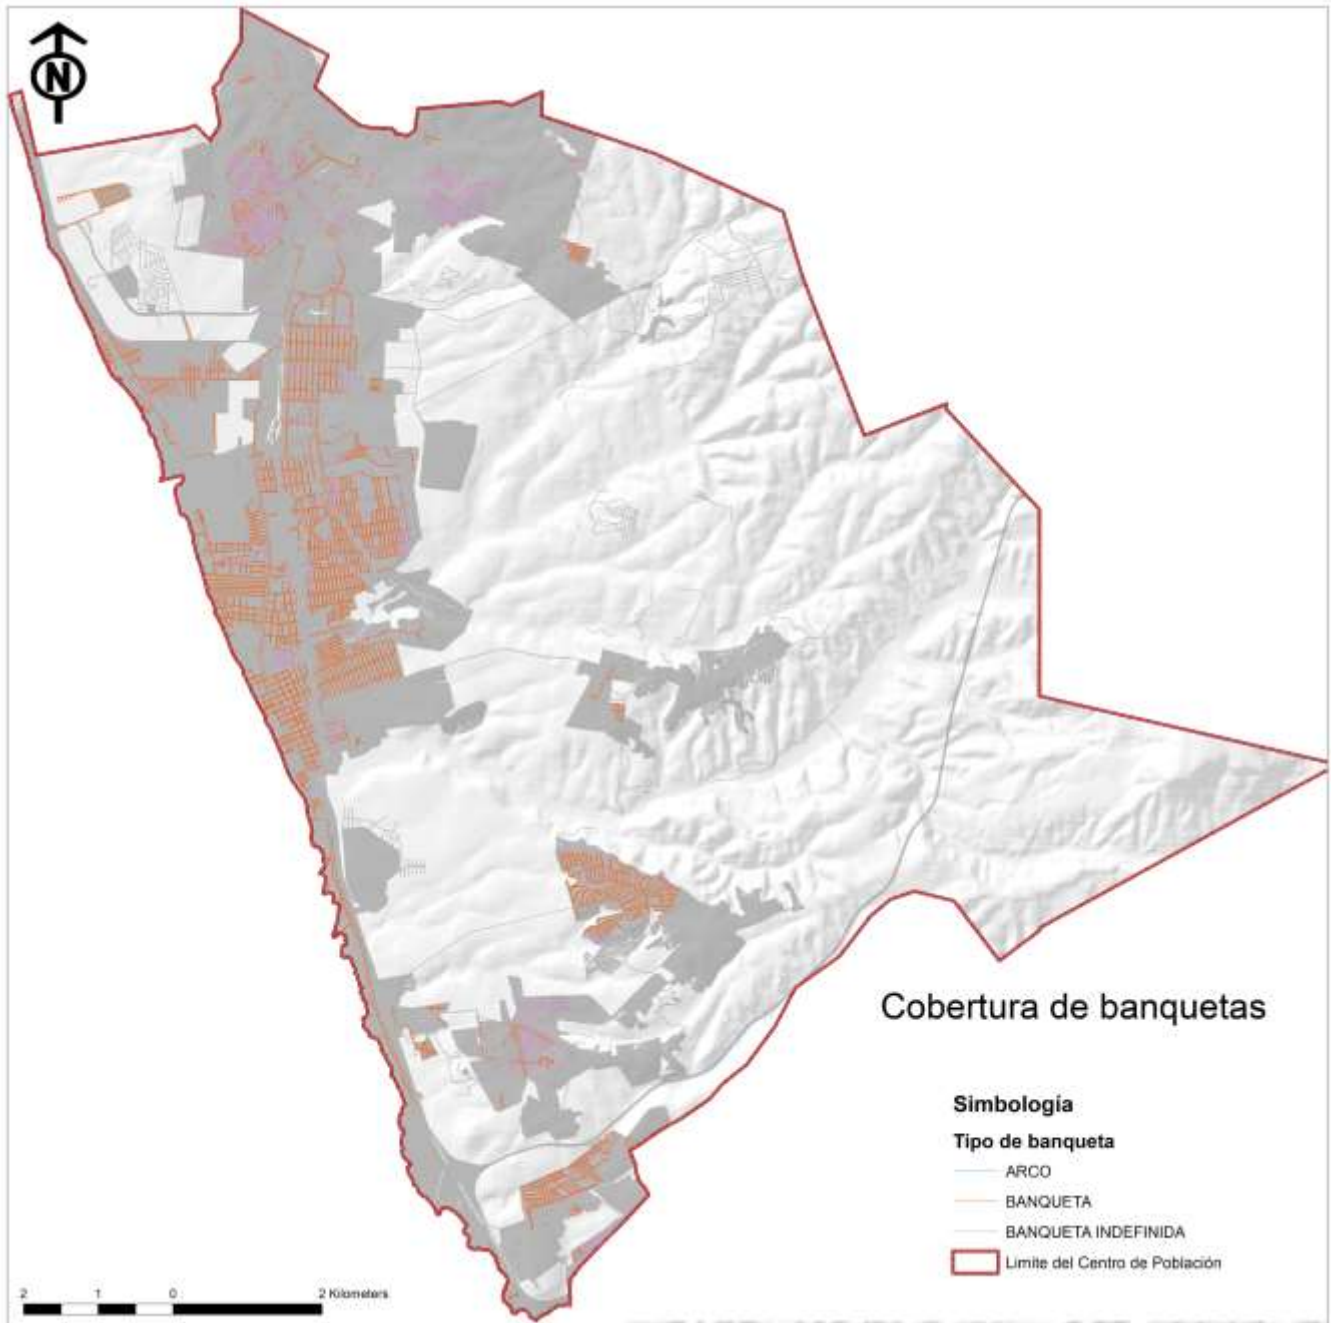 N
Cobertura de banquetas
Simbología
Tipo de banqueta
ARCO
BANQUETA
BANQUETA INDEFINIDA
Limite del Centro de Población
2 1 0 2 Kilometers